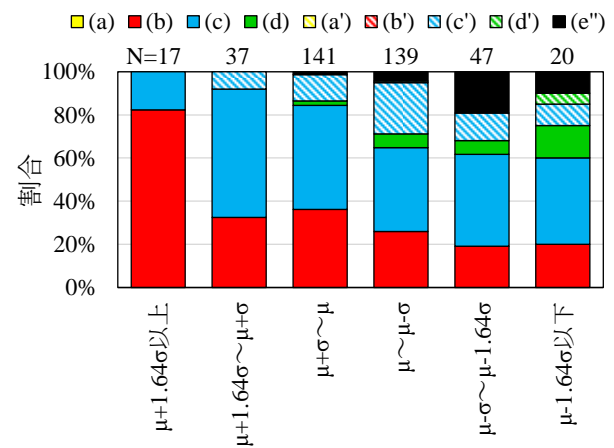 (a) (b) (c) (d) (a') (b') (c') (d') (e")
N=17 37 141 139 47 20
100%
80%
60%
40%
20%
0%
割合
μ+1.64σ以上
μ+1.64σ～μ+σ
μ+σ～μ
μ～μ-σ
μ-σ～μ-1.64σ
μ-1.64σ以下